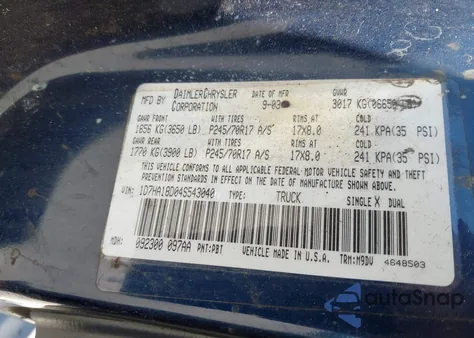 MFD BY DAIMLERCHRYSLER CORPORATION DATE OF MFR 9-03 GVWR 3017 KG(06650 LB)
GAWR FRONT WITH TIRES RIMS AT COLD
1656 KG(3650 LB) P245/70R17 A/S 17X8.0 241 KPA(35 PSI)
GAWR REAR WITH TIRES RIMS AT COLD
1770 KG(3900 LB) P245/70R17 A/S 17X8.0 241 KPA(35 PSI)
THIS VEHICLE CONFORMS TO ALL APPLICABLE FEDERAL-MOTOR VEHICLE SAFETY AND THEFT
PREVENTION STANDARDS IN EFFECT ON THE DATE OF MANUFACTURE SHOWN ABOVE.
VIN: 1D7HA16D04S543040 TYPE: TRUCK SINGLE X DUAL
MDH: 092300 097AA PNT:PBT VEHICLE MADE IN U.S.A. TRM:M9DV 4648503
autoSnap